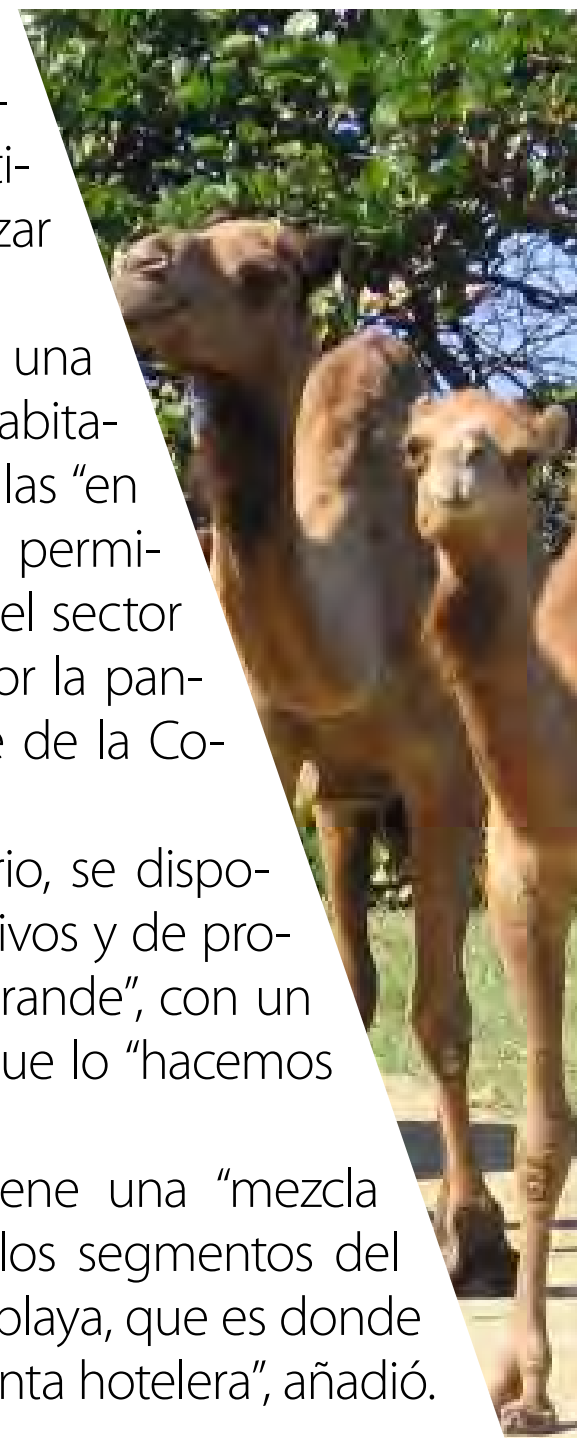 -
ti-
zar
una
abita-
las “en
permi-
el sector
or la pan-
e de la Co-
rio, se dispo-
ivos y de pro-
rande”, con un
ue lo “hacemos
ene una “mezcla
los segmentos del
playa, que es donde
nta hotelera”, añadió.